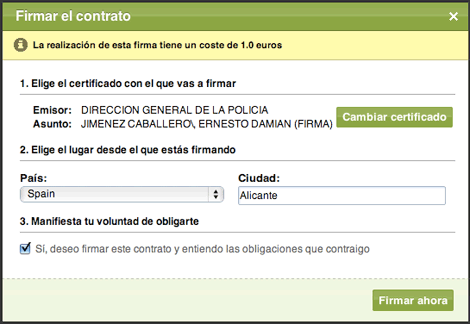 Firmar el contrato
La realización de esta firma tiene un coste de 1.0 euros
1. Elige el certificado con el que vas a firmar
Emisor: DIRECCION GENERAL DE LA POLICIA
Asunto: JIMENEZ CABALLERO\, ERNESTO DAMIAN (FIRMA)
Cambiar certificado
2. Elige el lugar desde el que estás firmando
País: Ciudad:
Spain Alicante
3. Manifiesta tu voluntad de obligarte
Sí, deseo firmar este contrato y entiendo las obligaciones que contraigo
Firmar ahora